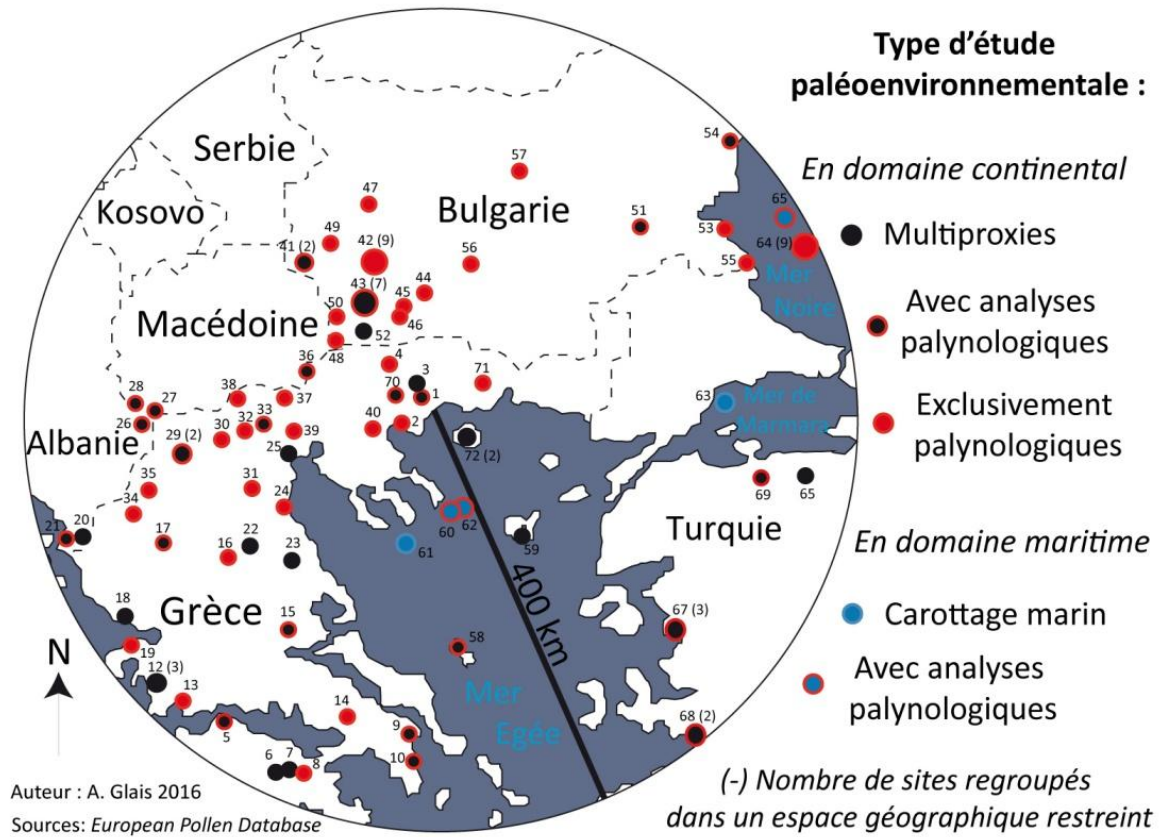 Type d'étude
paléoenvironnementale :
En domaine continental
Multiproxies
Avec analyses
palynologiques
Exclusivement
palynologiques
En domaine maritime
Carottage marin
Avec analyses
palynologiques
(-) Nombre de sites regroupés
dans un espace géographique restreint
Serbie
Kosovo
Bulgarie
Macédoine
Albanie
Grèce
Turquie
Mer
Noire
Mer de
Marmara
Mer
Egée
400 km
N
54
57
47
65
51
53
49
64 (9)
42 (9)
41 (2)
56
55
43 (7)
44
45
50
46
52
48
4
36
3
71
70
1
38
37
63
28
27
33
40
2
26
32
30
39
29 (2)
25
72 (2)
35
31
69
65
34
24
60
62
21
20
17
22
61
59
16
23
18
15
67 (3)
58
19
12 (3)
13
14
9
68 (2)
5
10
6
7
8
Auteur : A. Glais 2016
Sources: European Pollen Database